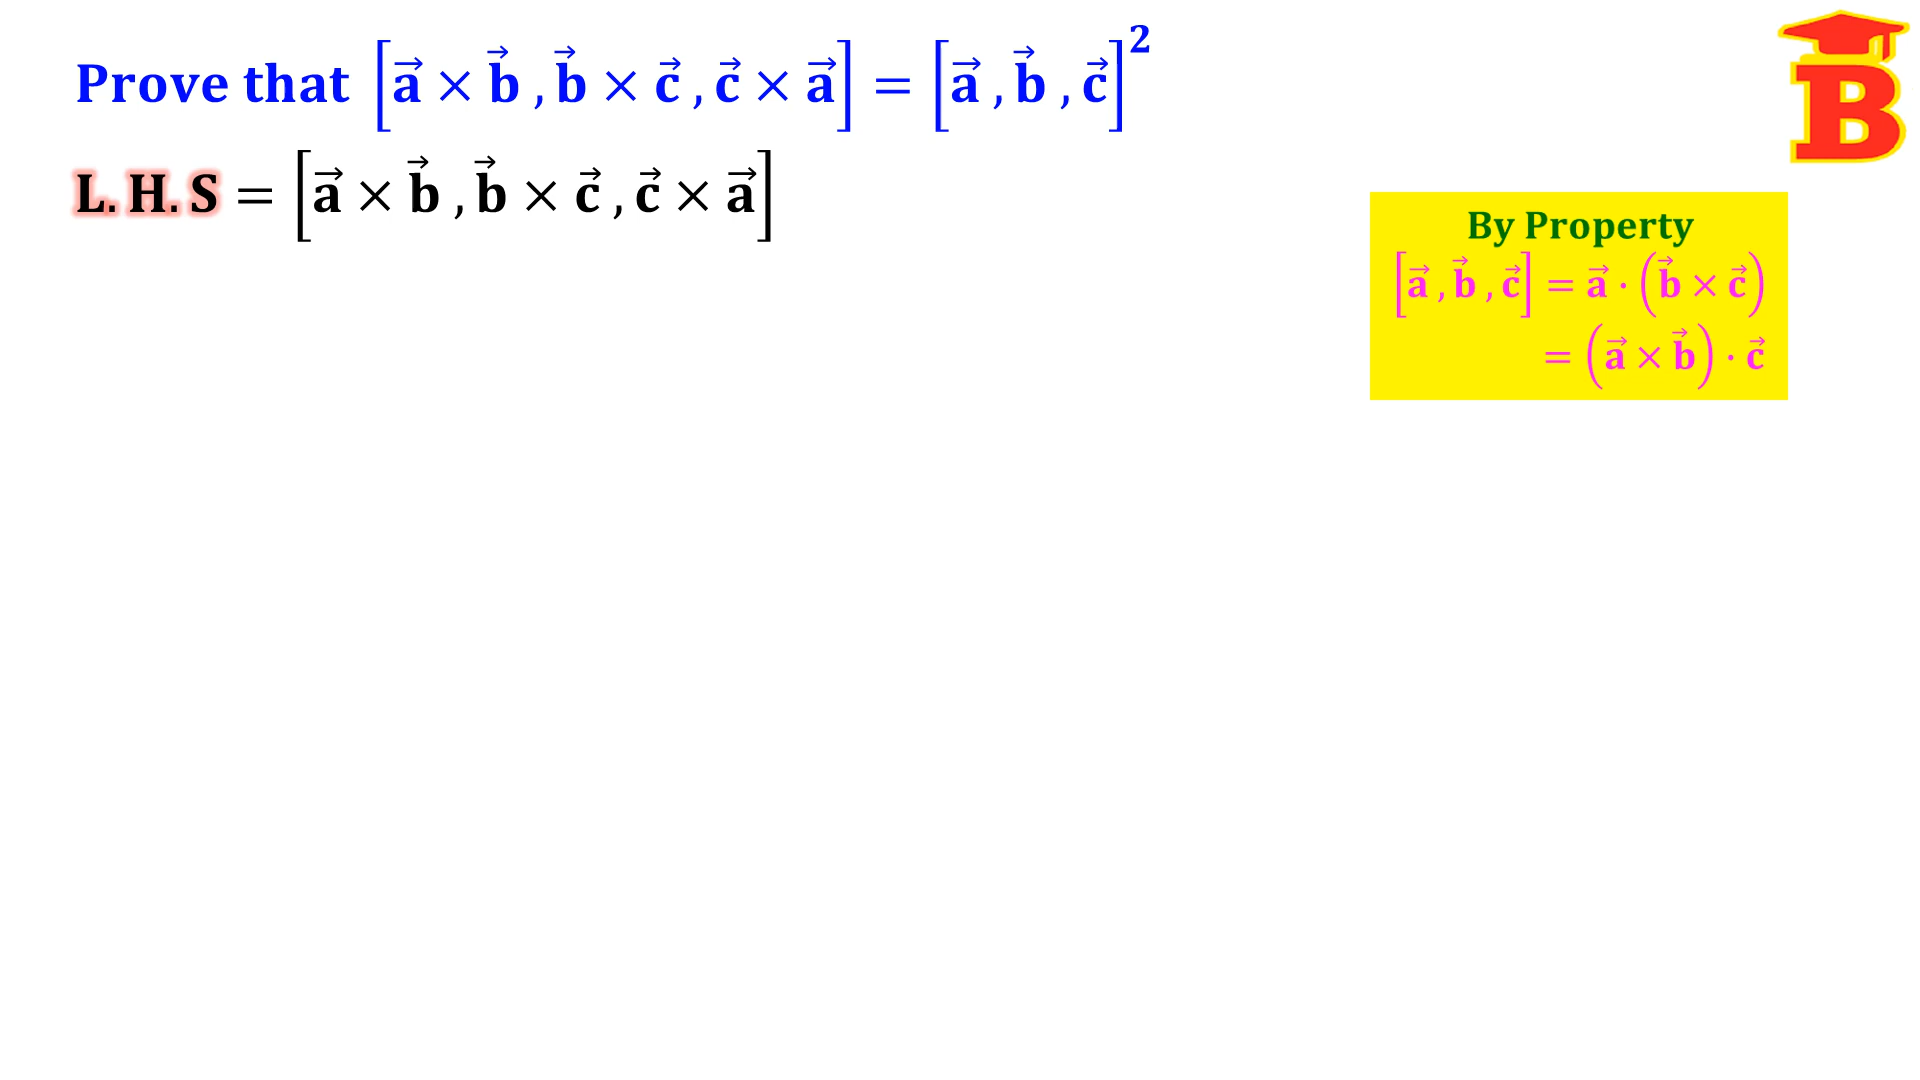 Prove that [a⃗ × b⃗ , b⃗ × c⃗ , c⃗ × a⃗] = [a⃗ , b⃗ , c⃗]²
L.H.S = [a⃗ × b⃗ , b⃗ × c⃗ , c⃗ × a⃗]
B
By Property
[a⃗ , b⃗ , c⃗] = a⃗ · (b⃗ × c⃗)
= (a⃗ × b⃗) · c⃗